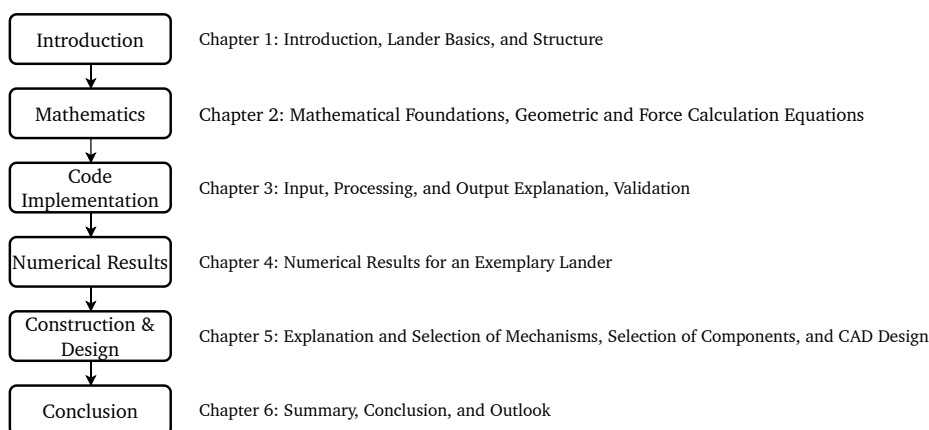 Introduction
Chapter 1: Introduction, Lander Basics, and Structure
Mathematics
Chapter 2: Mathematical Foundations, Geometric and Force Calculation Equations
Code
Implementation
Chapter 3: Input, Processing, and Output Explanation, Validation
Numerical Results
Chapter 4: Numerical Results for an Exemplary Lander
Construction &
Design
Chapter 5: Explanation and Selection of Mechanisms, Selection of Components, and CAD Design
Conclusion
Chapter 6: Summary, Conclusion, and Outlook